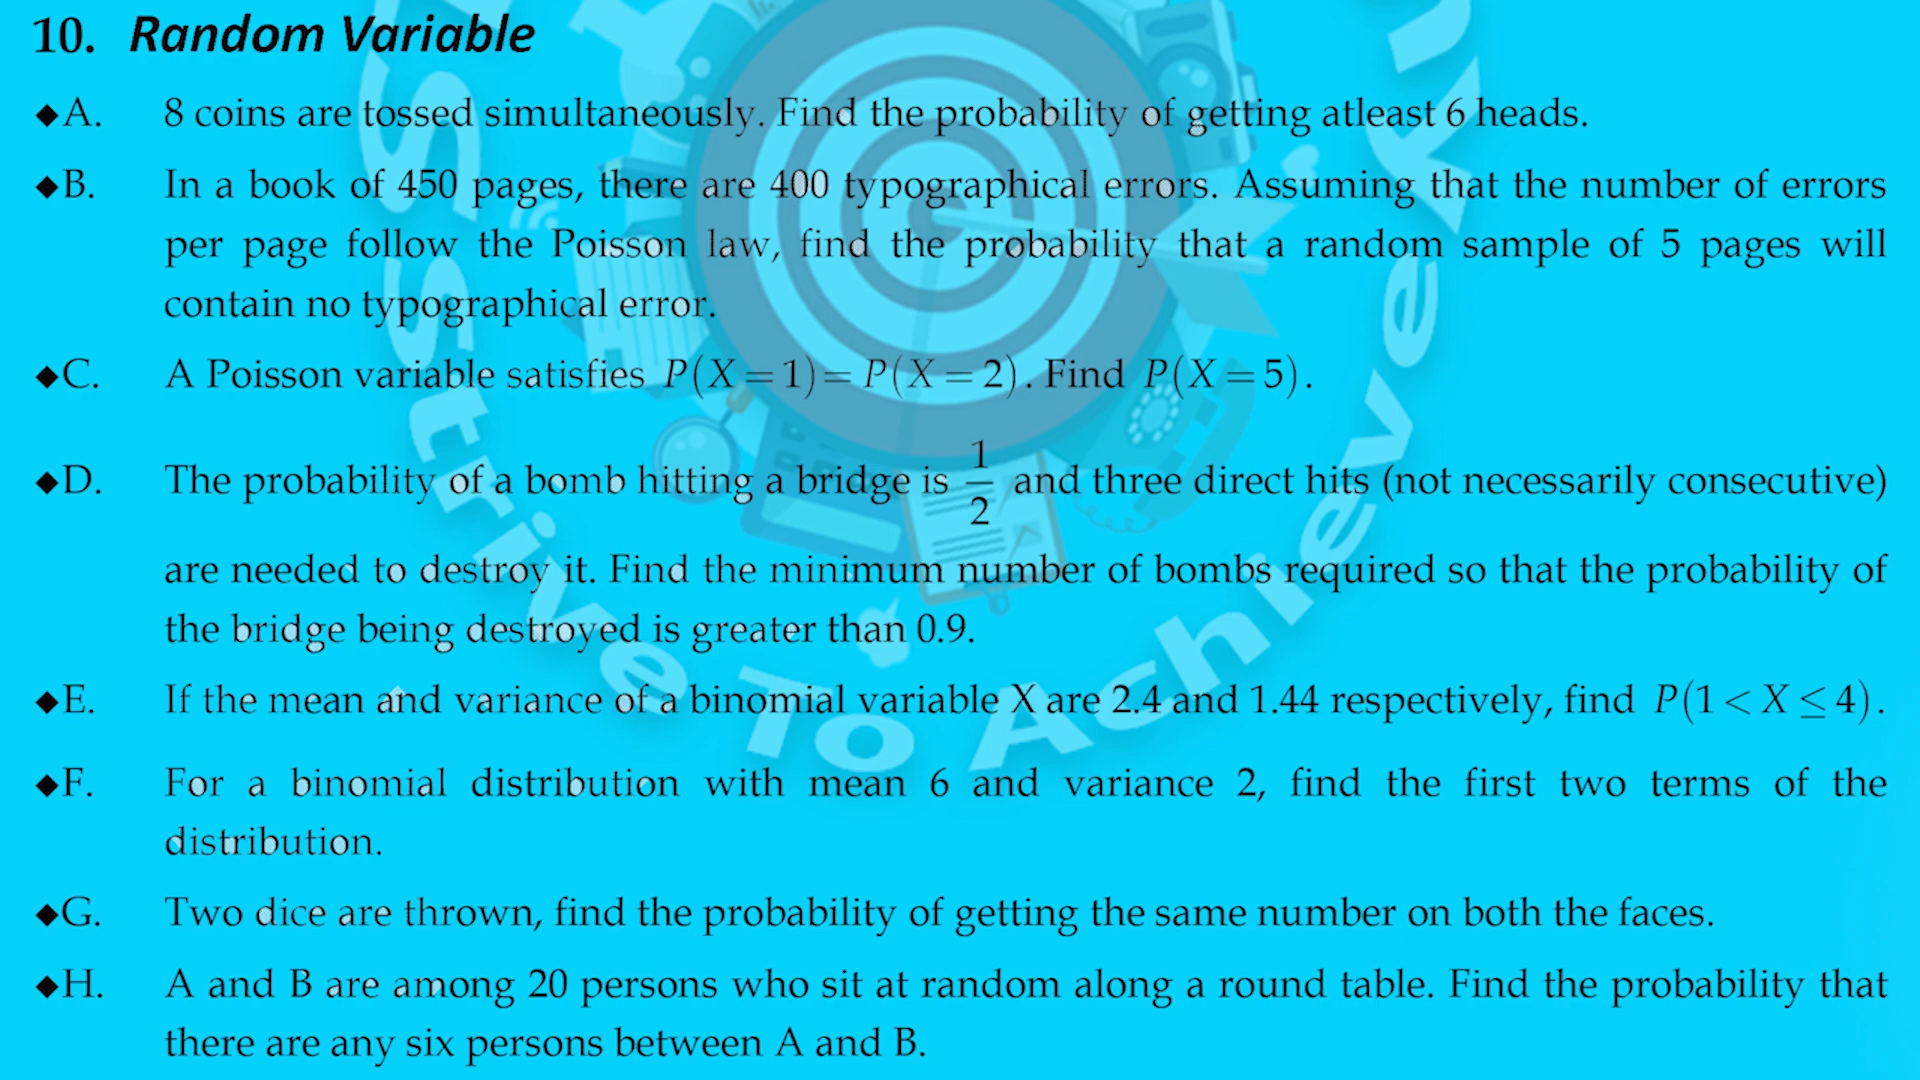 10. Random Variable
◆A. 8 coins are tossed simultaneously. Find the probability of getting atleast 6 heads.
◆B. In a book of 450 pages, there are 400 typographical errors. Assuming that the number of errors
per page follow the Poisson law, find the probability that a random sample of 5 pages will
contain no typographical error.
◆C. A Poisson variable satisfies P(X=1)=P(X=2). Find P(X=5).
◆D. The probability of a bomb hitting a bridge is 1/2 and three direct hits (not necessarily consecutive)
are needed to destroy it. Find the minimum number of bombs required so that the probability of
the bridge being destroyed is greater than 0.9.
◆E. If the mean and variance of a binomial variable X are 2.4 and 1.44 respectively, find P(1<X≤4).
◆F. For a binomial distribution with mean 6 and variance 2, find the first two terms of the
distribution.
◆G. Two dice are thrown, find the probability of getting the same number on both the faces.
◆H. A and B are among 20 persons who sit at random along a round table. Find the probability that
there are any six persons between A and B.
Strive To Achieve